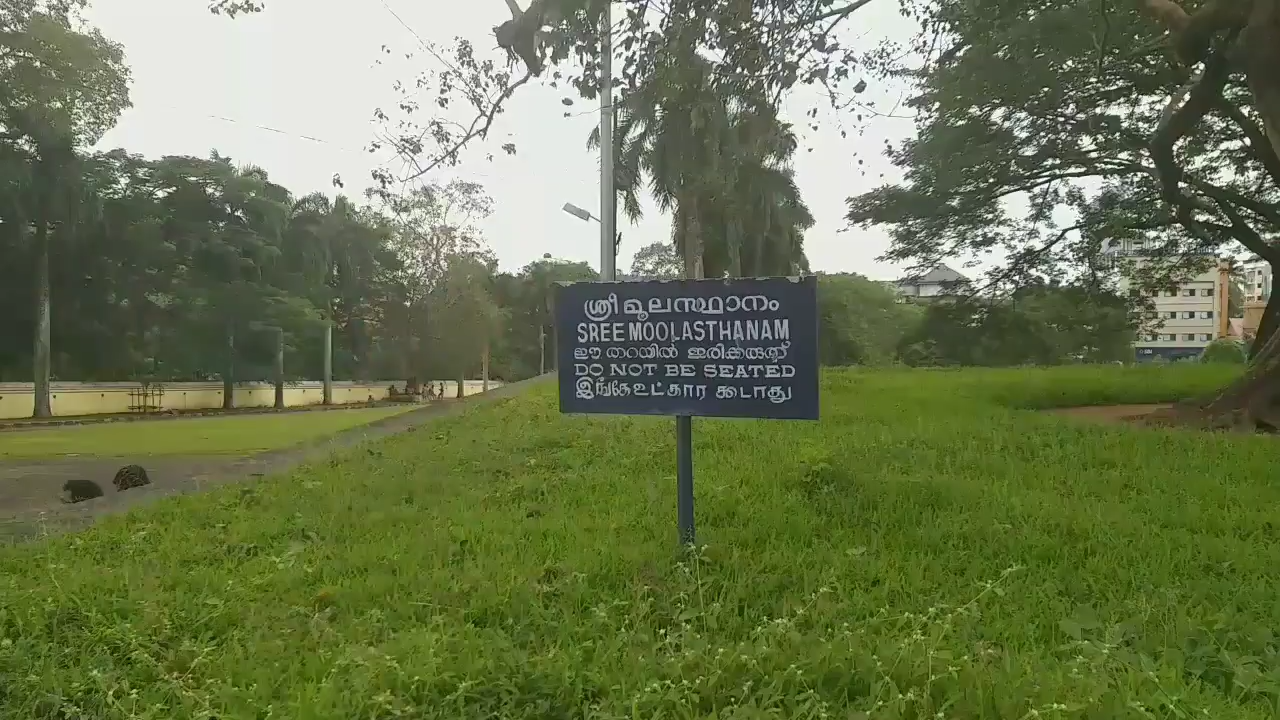 ശ്രീമൂലസ്ഥാനം
SREE MOOLASTHANAM
ഈ തറയിൽ ഇരിക്കരുത്
DO NOT BE SEATED
இங்கே உட்கார கூடாது